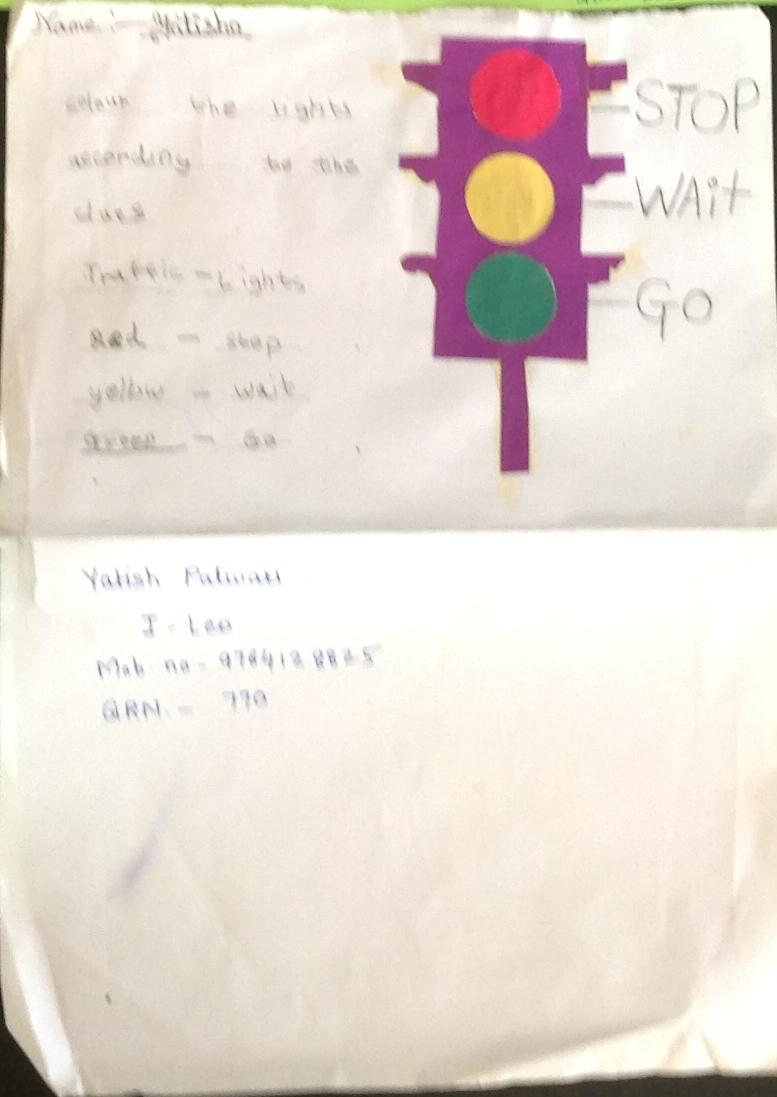 Name :- Yatisha
colour the lights
according to the
clues
Traffic - Lights
Red - stop
yellow - wait
green - Go
STOP
WAit
GO
Yatish Patwari
I - Leo
Mob. no - 9784128825
GRN. - 770